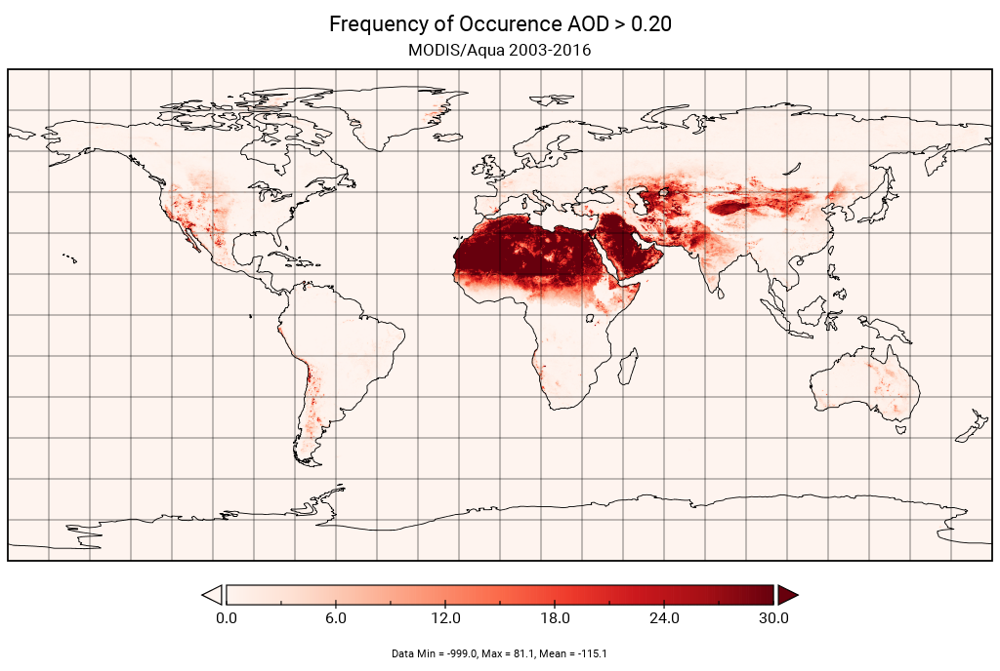 Frequency of Occurence AOD > 0.20
MODIS/Aqua 2003-2016
0.0 6.0 12.0 18.0 24.0 30.0
Data Min = -999.0, Max = 81.1, Mean = -115.1